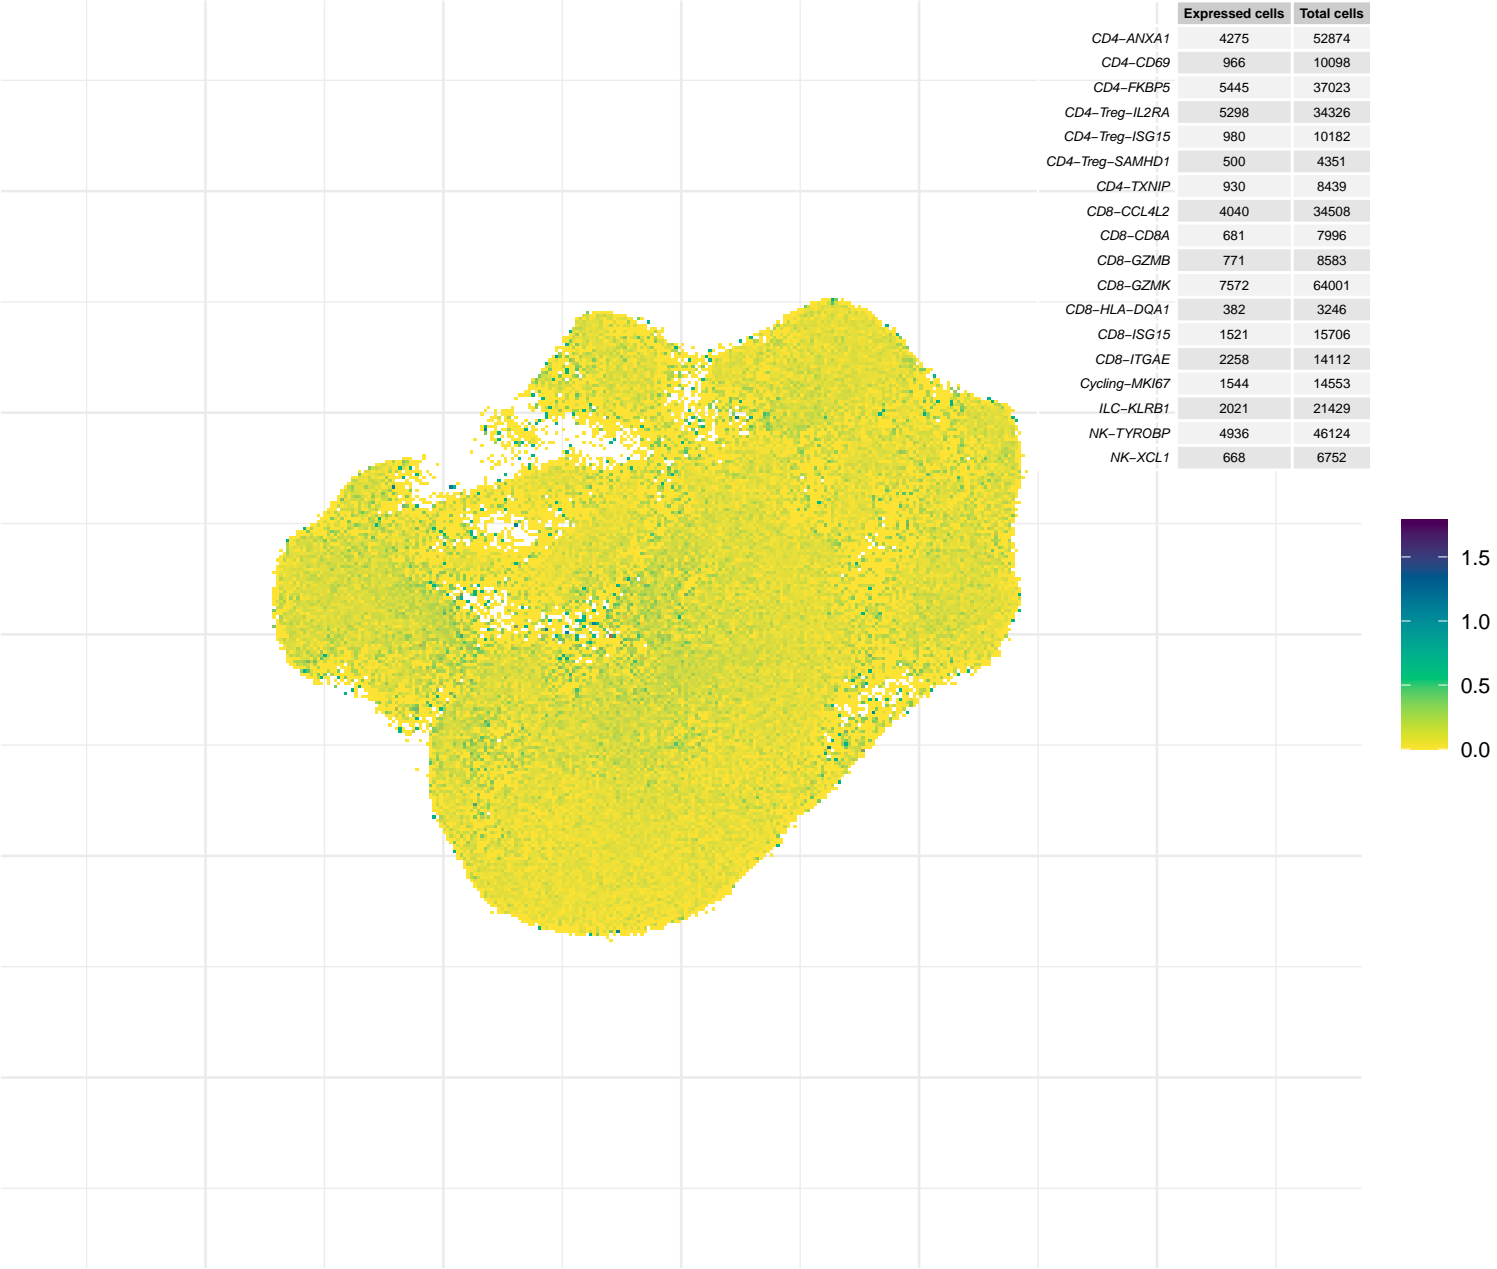 Expressed cells Total cells
CD4−ANXA1 4275 52874
CD4−CD69 966 10098
CD4−FKBP5 5445 37023
CD4−Treg−IL2RA 5298 34326
CD4−Treg−ISG15 980 10182
CD4−Treg−SAMHD1 500 4351
CD4−TXNIP 930 8439
CD8−CCL4L2 4040 34508
CD8−CD8A 681 7996
CD8−GZMB 771 8583
CD8−GZMK 7572 64001
CD8−HLA−DQA1 382 3246
CD8−ISG15 1521 15706
CD8−ITGAE 2258 14112
Cycling−MKI67 1544 14553
ILC−KLRB1 2021 21429
NK−TYROBP 4936 46124
NK−XCL1 668 6752
1.5
1.0
0.5
0.0